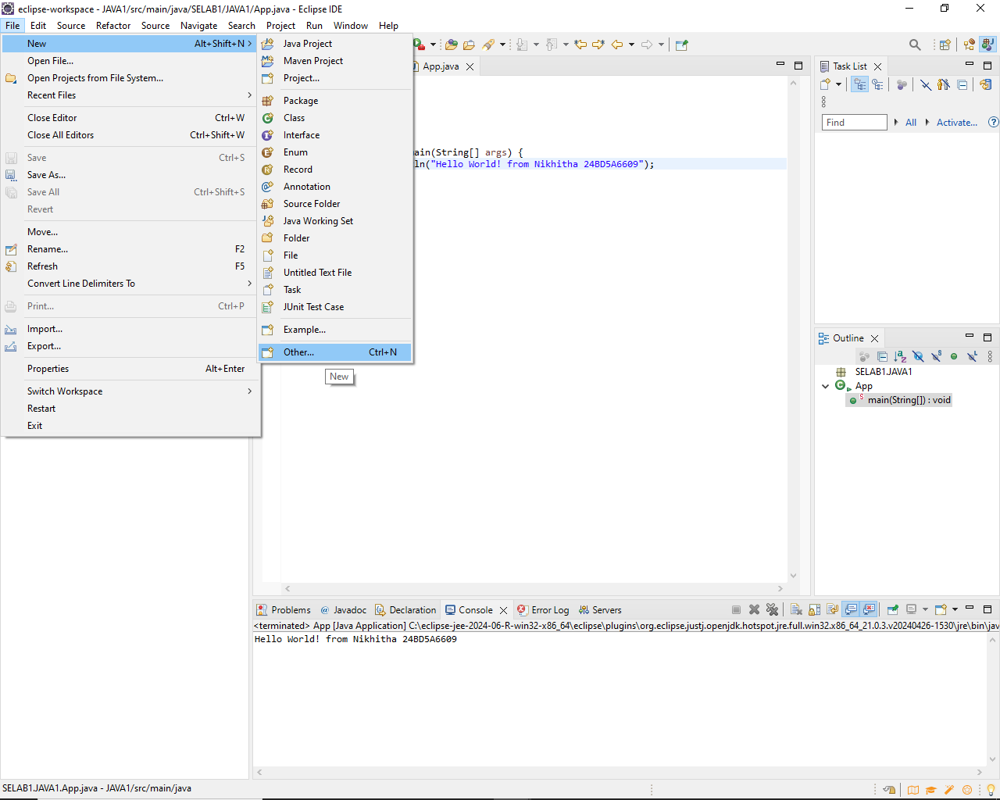 eclipse-workspace - JAVA1/src/main/java/SELAB1/JAVA1/App.java - Eclipse IDE
File Edit Source Refactor Source Navigate Search Project Run Window Help
New Alt+Shift+N
Open File...
Open Projects from File System...
Recent Files
Close Editor Ctrl+W
Close All Editors Ctrl+Shift+W
Save Ctrl+S
Save As...
Save All Ctrl+Shift+S
Revert
Move...
Rename... F2
Refresh F5
Convert Line Delimiters To
Print... Ctrl+P
Import...
Export...
Properties Alt+Enter
Switch Workspace
Restart
Exit
Java Project
Maven Project
Project...
Package
Class
Interface
Enum
Record
Annotation
Source Folder
Java Working Set
Folder
File
Untitled Text File
Task
JUnit Test Case
Example...
Other... Ctrl+N
New
App.java
ain(String[] args) {
ln("Hello World! from Nikhitha 24BD5A6609");
Task List
Find All Activate...
Outline
SELAB1.JAVA1
App
main(String[]) : void
Problems Javadoc Declaration Console Error Log Servers
<terminated> App [Java Application] C:\eclipse-jee-2024-06-R-win32-x86_64\eclipse\plugins\org.eclipse.justj.openjdk.hotspot.jre.full.win32.x86_64_21.0.3.v20240426-1530\jre\bin\jav
Hello World! from Nikhitha 24BD5A6609
SELAB1.JAVA1.App.java - JAVA1/src/main/java